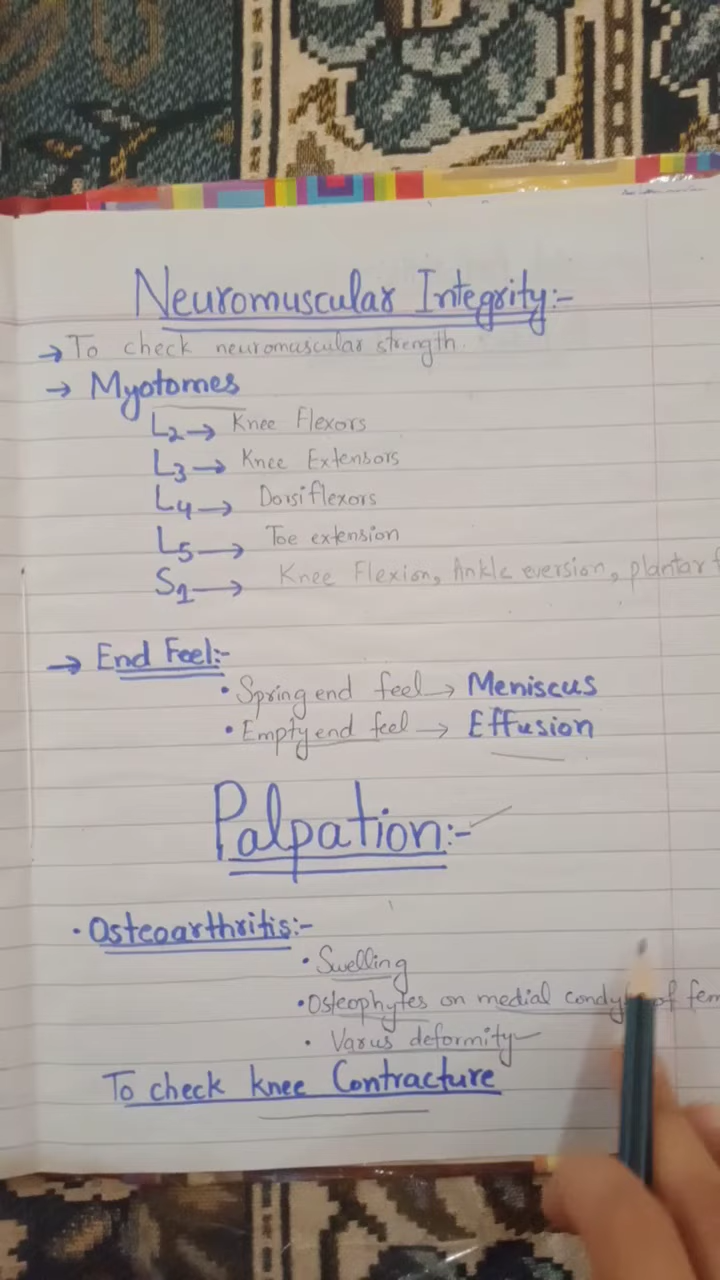 Neuromuscular Integrity:-
→ To check neuromuscular strength.
→ Myotomes
L2 → Knee Flexors
L3 → Knee Extensors
L4 → Dorsiflexors
L5 → Toe extension
S1 → Knee Flexion, Ankle eversion, plantar
→ End Feel:-
• Spring end feel → Meniscus
• Empty end feel → Effusion
Palpation:-
• Osteoarthritis:-
• Swelling
• Osteophytes on medial of
• Varus deformity
To check knee Contracture